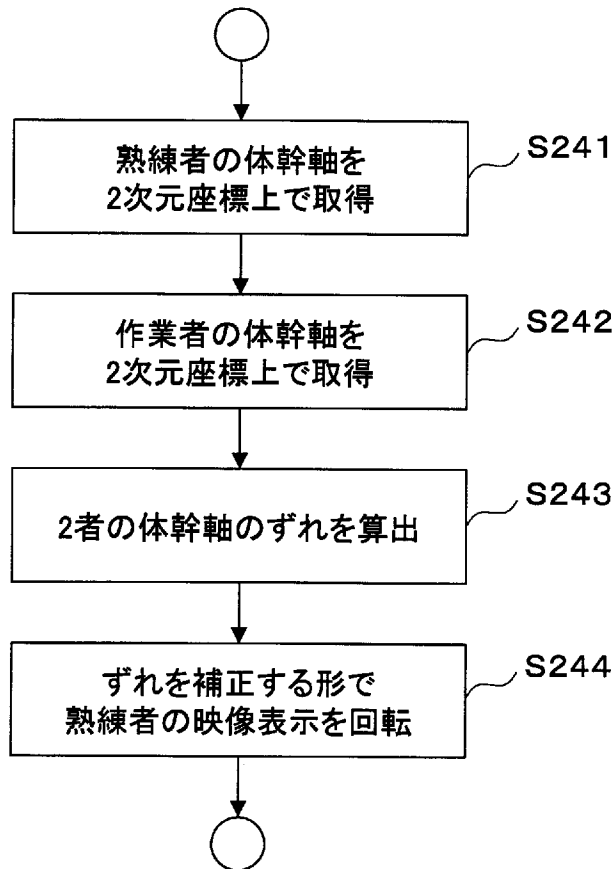 熟練者の体幹軸を
2次元座標上で取得
S241
作業者の体幹軸を
2次元座標上で取得
S242
2者の体幹軸のずれを算出
S243
ずれを補正する形で
熟練者の映像表示を回転
S244